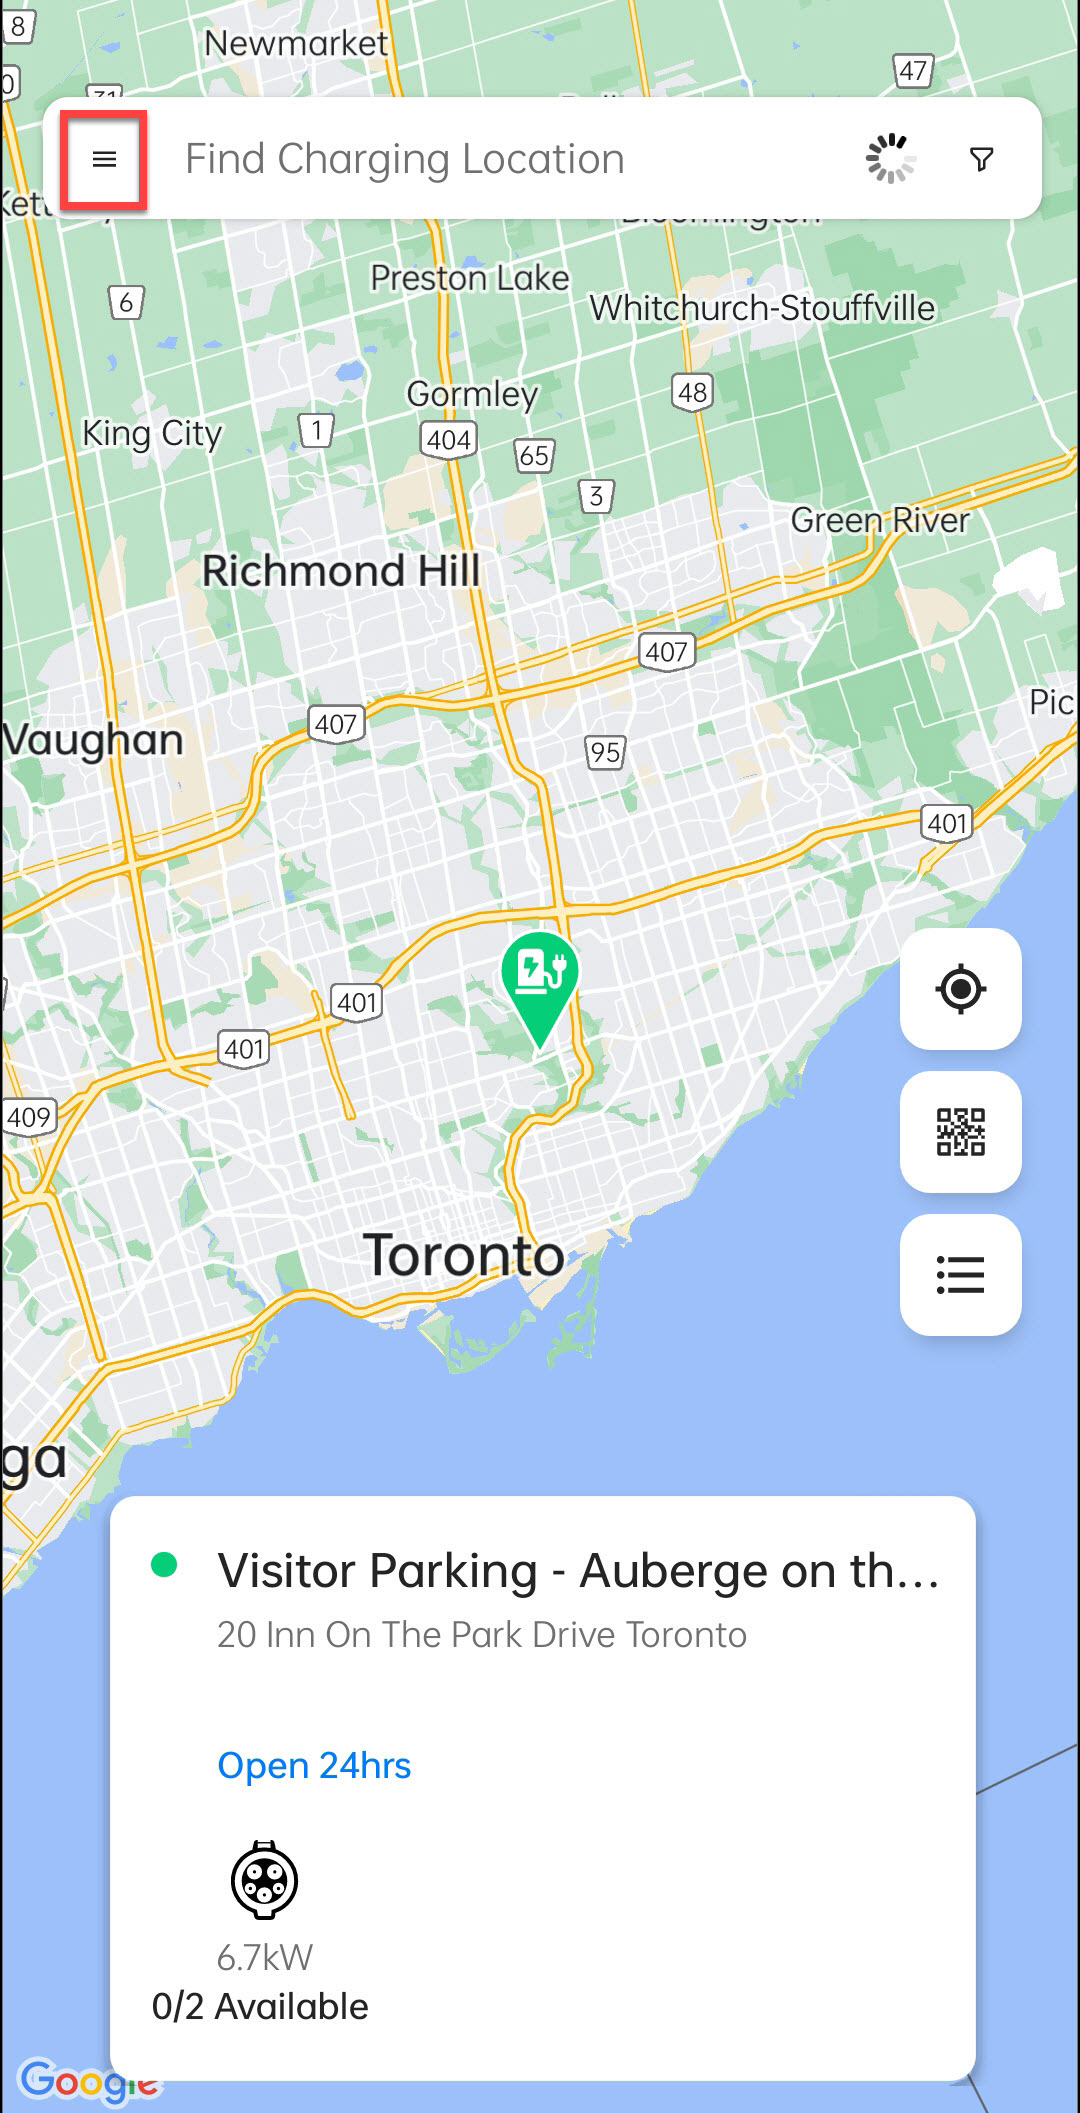 8
Newmarket
47
31
Find Charging Location
Preston Lake
6
Whitchurch-Stouffville
48
Gormley
King City
1
404
65
3
Green River
Richmond Hill
407
Pic
407
Vaughan
95
401
401
401
409
Toronto
ga
Visitor Parking - Auberge on th...
20 Inn On The Park Drive Toronto
Open 24hrs
6.7kW
0/2 Available
Google